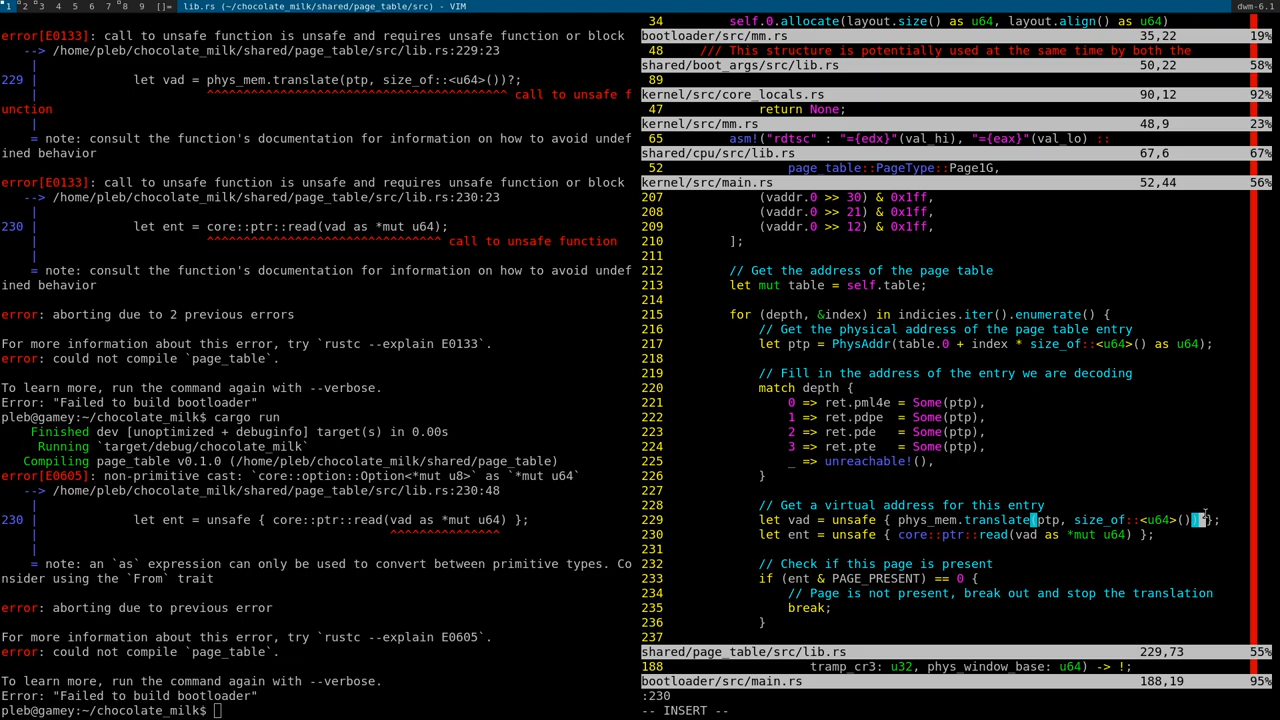 1 2 3 4 5 6 7 8 9 []= lib.rs (~/chocolate_milk/shared/page_table/src) - VIM dwm-6.1
error[E0133]: call to unsafe function is unsafe and requires unsafe function or block
--> /home/pleb/chocolate_milk/shared/page_table/src/lib.rs:229:23
|
229 | let vad = phys_mem.translate(ptp, size_of::<u64>())?;
| ^^^^^^^^^^^^^^^^^^^^^^^^^^^^^^^^^^^^^^^^^ call to unsafe f
unction
|
= note: consult the function's documentation for information on how to avoid undef
ined behavior
error[E0133]: call to unsafe function is unsafe and requires unsafe function or block
--> /home/pleb/chocolate_milk/shared/page_table/src/lib.rs:230:23
|
230 | let ent = core::ptr::read(vad as *mut u64);
| ^^^^^^^^^^^^^^^^^^^^^^^^^^^^^^^^ call to unsafe function
|
= note: consult the function's documentation for information on how to avoid undef
ined behavior
error: aborting due to 2 previous errors
For more information about this error, try `rustc --explain E0133`.
error: could not compile `page_table`.
To learn more, run the command again with --verbose.
Error: "Failed to build bootloader"
pleb@gamey:~/chocolate_milk$ cargo run
Finished dev [unoptimized + debuginfo] target(s) in 0.00s
Running `target/debug/chocolate_milk`
Compiling page_table v0.1.0 (/home/pleb/chocolate_milk/shared/page_table)
error[E0605]: non-primitive cast: `core::option::Option<*mut u8>` as `*mut u64`
--> /home/pleb/chocolate_milk/shared/page_table/src/lib.rs:230:48
|
230 | let ent = unsafe { core::ptr::read(vad as *mut u64) };
| ^^^^^^^^^^^^^^^
|
= note: an `as` expression can only be used to convert between primitive types. Co
nsider using the `From` trait
error: aborting due to previous error
For more information about this error, try `rustc --explain E0605`.
error: could not compile `page_table`.
To learn more, run the command again with --verbose.
Error: "Failed to build bootloader"
pleb@gamey:~/chocolate_milk$
34 self.0.allocate(layout.size() as u64, layout.align() as u64)
bootloader/src/mm.rs 35,22 19%
48 /// This structure is potentially used at the same time by both the
shared/boot_args/src/lib.rs 50,22 58%
89
kernel/src/core_locals.rs 90,12 92%
47 return None;
kernel/src/mm.rs 48,9 23%
65 asm!("rdtsc" : "={edx}"(val_hi), "={eax}"(val_lo) ::
shared/cpu/src/lib.rs 67,6 67%
52 page_table::PageType::Page1G,
kernel/src/main.rs 52,44 56%
207 (vaddr.0 >> 30) & 0x1ff,
208 (vaddr.0 >> 21) & 0x1ff,
209 (vaddr.0 >> 12) & 0x1ff,
210 ];
211
212 // Get the address of the page table
213 let mut table = self.table;
214
215 for (depth, &index) in indicies.iter().enumerate() {
216 // Get the physical address of the page table entry
217 let ptp = PhysAddr(table.0 + index * size_of::<u64>() as u64);
218
219 // Fill in the address of the entry we are decoding
220 match depth {
221 0 => ret.pml4e = Some(ptp),
222 1 => ret.pdpe = Some(ptp),
223 2 => ret.pde = Some(ptp),
224 3 => ret.pte = Some(ptp),
225 _ => unreachable!(),
226 }
227
228 // Get a virtual address for this entry
229 let vad = unsafe { phys_mem.translate(ptp, size_of::<u64>()) };
230 let ent = unsafe { core::ptr::read(vad as *mut u64) };
231
232 // Check if this page is present
233 if (ent & PAGE_PRESENT) == 0 {
234 // Page is not present, break out and stop the translation
235 break;
236 }
237
shared/page_table/src/lib.rs 229,73 55%
188 tramp_cr3: u32, phys_window_base: u64) -> !;
bootloader/src/main.rs 188,19 95%
:230
-- INSERT --